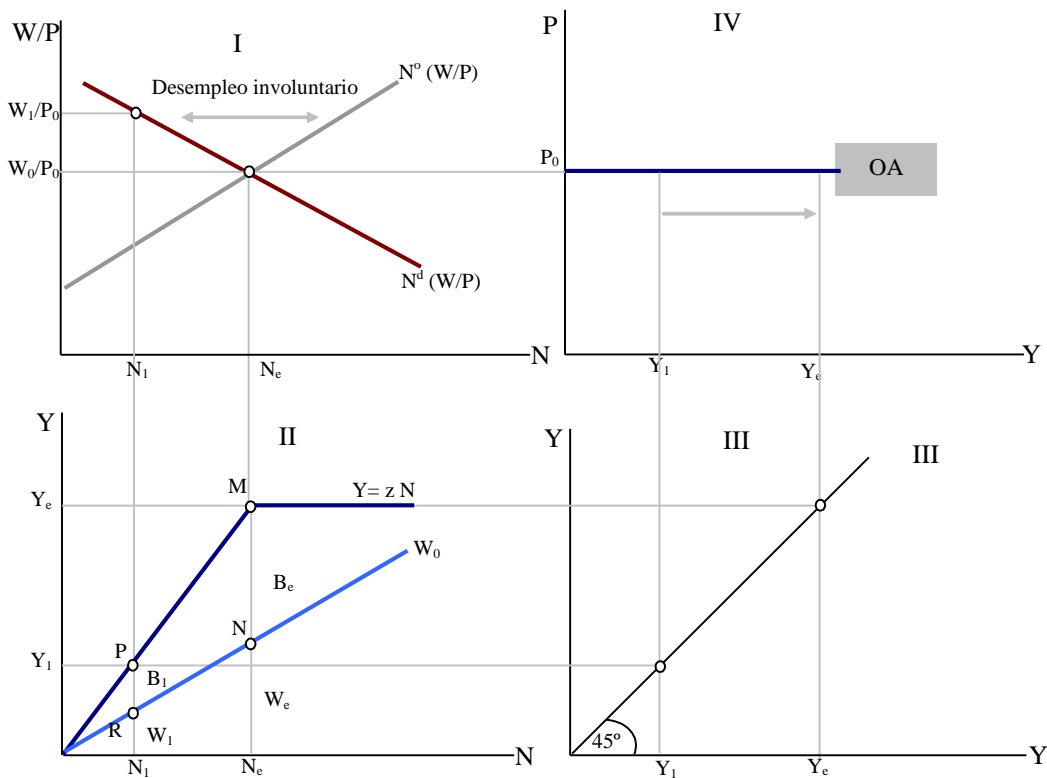 W/P
I
Nº (W/P)
Desempleo involuntario
W₁/P₀
W₀/P₀
Nᵈ (W/P)
N₁
Nₑ
N
P
IV
P₀
OA
Y₁
Yₑ
Y
Y
II
M
Y= z N
Yₑ
W₀
Bₑ
N
P
Y₁
B₁
Wₑ
R
W₁
N₁
Nₑ
N
Y
III
III
45º
Y₁
Yₑ
Y